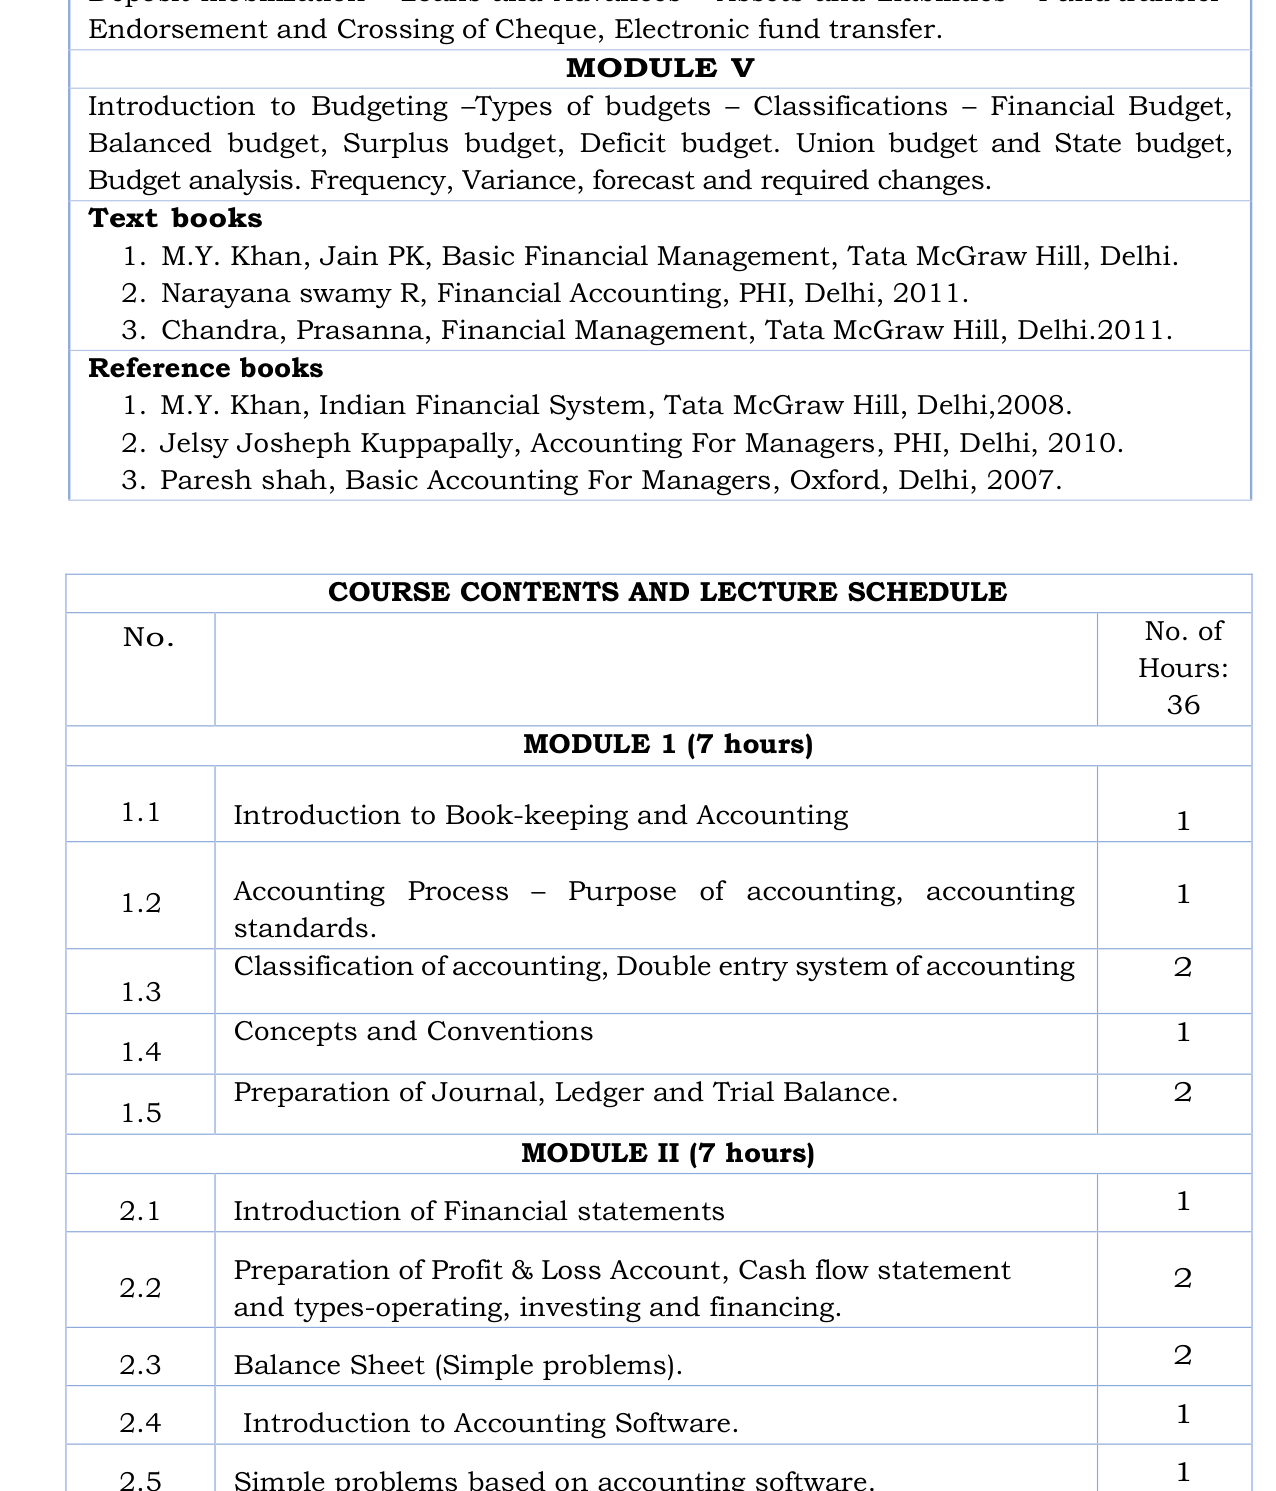 Endorsement and Crossing of Cheque, Electronic fund transfer.
MODULE V
Introduction to Budgeting –Types of budgets – Classifications – Financial Budget,
Balanced budget, Surplus budget, Deficit budget. Union budget and State budget,
Budget analysis. Frequency, Variance, forecast and required changes.
Text books
1. M.Y. Khan, Jain PK, Basic Financial Management, Tata McGraw Hill, Delhi.
2. Narayana swamy R, Financial Accounting, PHI, Delhi, 2011.
3. Chandra, Prasanna, Financial Management, Tata McGraw Hill, Delhi.2011.
Reference books
1. M.Y. Khan, Indian Financial System, Tata McGraw Hill, Delhi,2008.
2. Jelsy Josheph Kuppapally, Accounting For Managers, PHI, Delhi, 2010.
3. Paresh shah, Basic Accounting For Managers, Oxford, Delhi, 2007.
COURSE CONTENTS AND LECTURE SCHEDULE
No.
No. of
Hours:
36
MODULE 1 (7 hours)
1.1 Introduction to Book-keeping and Accounting 1
1.2 Accounting Process – Purpose of accounting, accounting 1
standards.
1.3 Classification of accounting, Double entry system of accounting 2
1.4 Concepts and Conventions 1
1.5 Preparation of Journal, Ledger and Trial Balance. 2
MODULE II (7 hours)
2.1 Introduction of Financial statements 1
2.2 Preparation of Profit & Loss Account, Cash flow statement 2
and types-operating, investing and financing.
2.3 Balance Sheet (Simple problems). 2
2.4 Introduction to Accounting Software. 1
2.5 Simple problems based on accounting software. 1